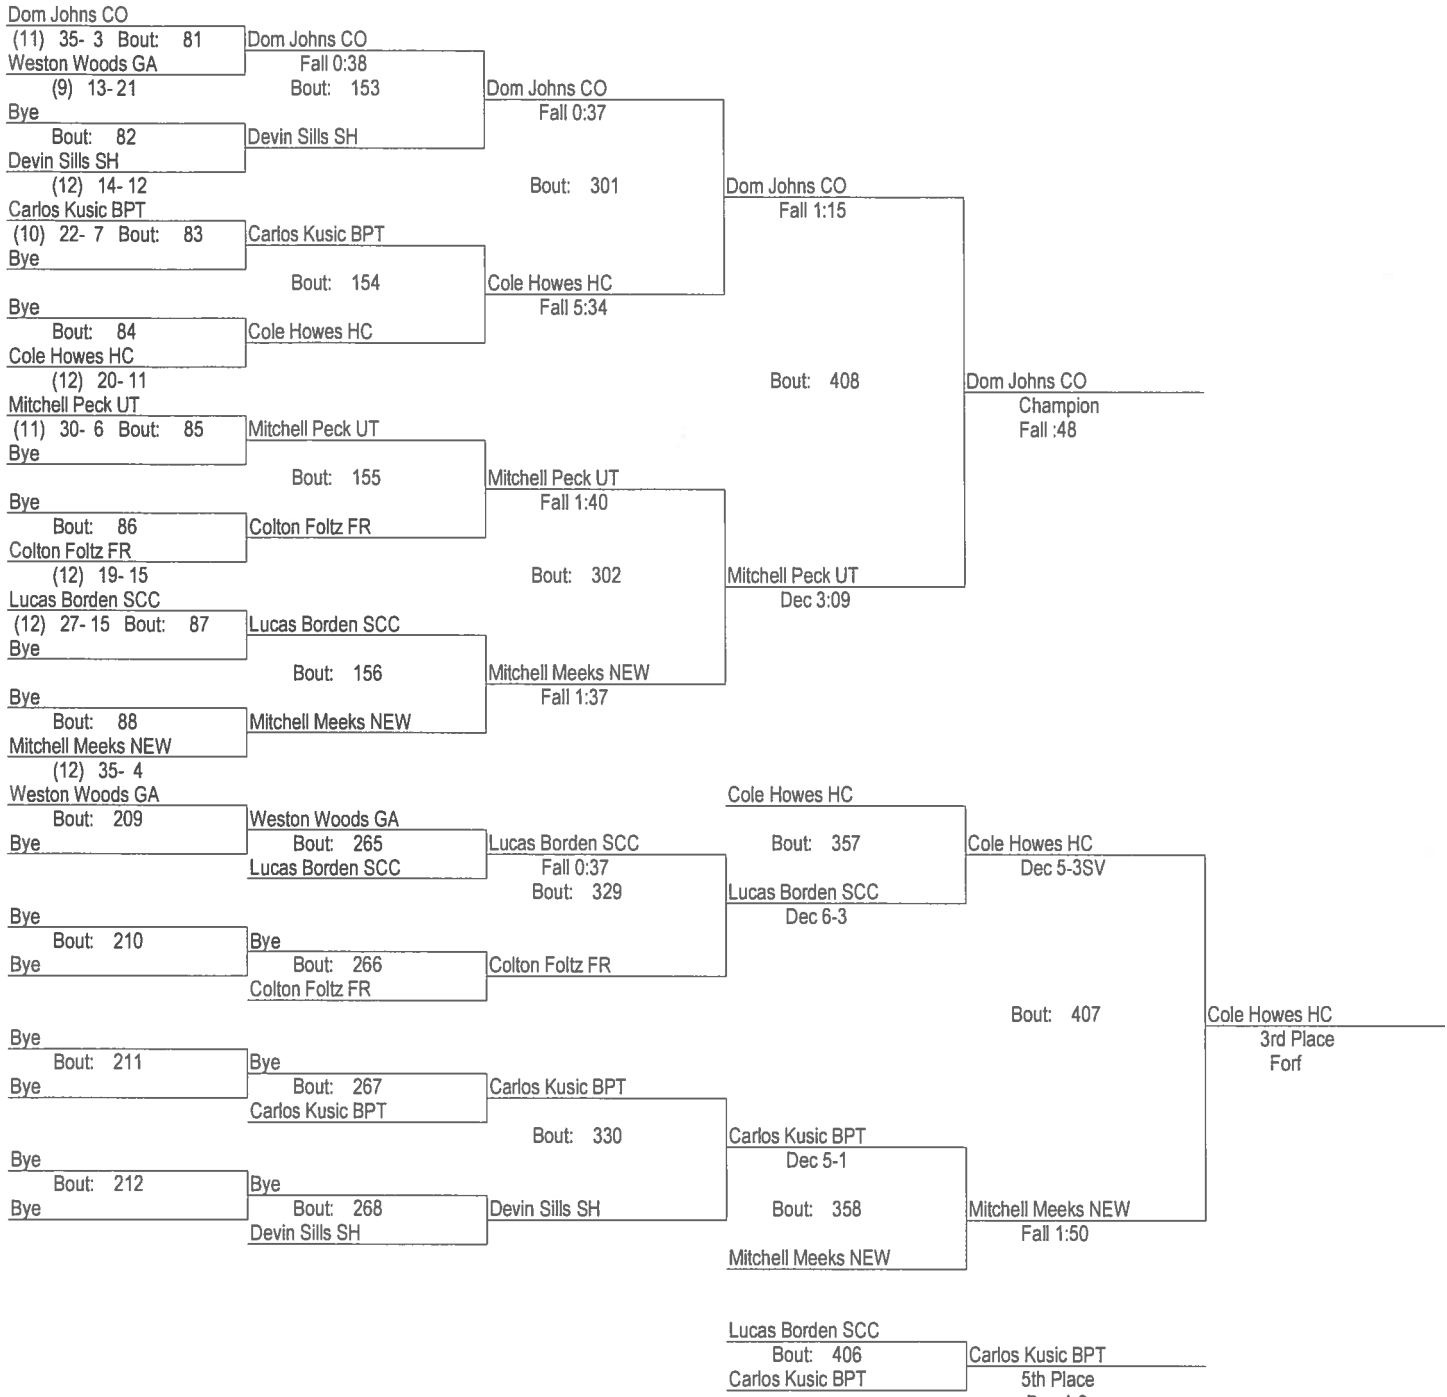 Dom Johns CO
(11) 35- 3 Bout: 81
Weston Woods GA
(9) 13- 21
Bye
Bout: 82
Devin Sills SH
(12) 14- 12
Carlos Kusic BPT
(10) 22- 7 Bout: 83
Bye
Bye
Bout: 84
Cole Howes HC
(12) 20- 11
Mitchell Peck UT
(11) 30- 6 Bout: 85
Bye
Bye
Bout: 86
Colton Foltz FR
(12) 19- 15
Lucas Borden SCC
(12) 27- 15 Bout: 87
Bye
Bye
Bout: 88
Mitchell Meeks NEW
(12) 35- 4
Dom Johns CO
Fall 0:38
Bout: 153
Devin Sills SH
Carlos Kusic BPT
Bout: 154
Cole Howes HC
Mitchell Peck UT
Bout: 155
Colton Foltz FR
Lucas Borden SCC
Bout: 156
Mitchell Meeks NEW
Dom Johns CO
Fall 0:37
Bout: 301
Cole Howes HC
Fall 5:34
Mitchell Peck UT
Fall 1:40
Bout: 302
Mitchell Meeks NEW
Fall 1:37
Dom Johns CO
Fall 1:15
Bout: 408
Mitchell Peck UT
Dec 3:09
Dom Johns CO
Champion
Fall :48
Weston Woods GA
Bout: 209
Bye
Bye
Bout: 210
Bye
Bye
Bout: 211
Bye
Bye
Bout: 212
Bye
Weston Woods GA
Bout: 265
Lucas Borden SCC
Bye
Bout: 266
Colton Foltz FR
Bye
Bout: 267
Carlos Kusic BPT
Bye
Bout: 268
Devin Sills SH
Lucas Borden SCC
Fall 0:37
Bout: 329
Colton Foltz FR
Carlos Kusic BPT
Bout: 330
Devin Sills SH
Cole Howes HC
Bout: 357
Lucas Borden SCC
Dec 6-3
Carlos Kusic BPT
Dec 5-1
Bout: 358
Mitchell Meeks NEW
Cole Howes HC
Dec 5-3SV
Bout: 407
Mitchell Meeks NEW
Fall 1:50
Cole Howes HC
3rd Place
Forf
Lucas Borden SCC
Bout: 406
Carlos Kusic BPT
Carlos Kusic BPT
5th Place